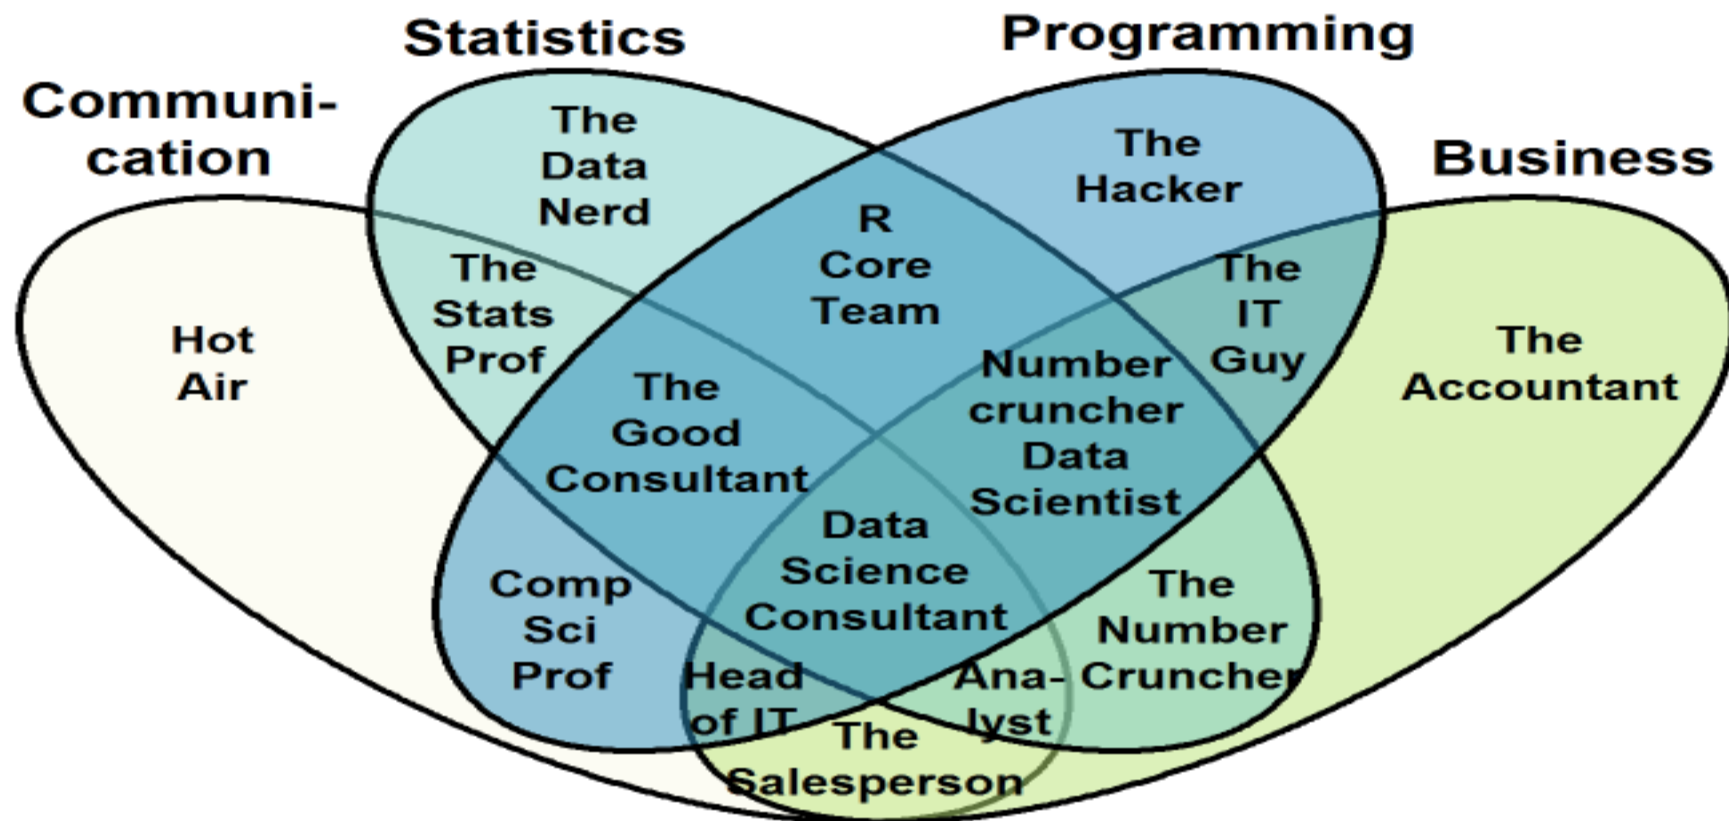 Statistics
Programming
Communi-
cation
Business
The
Data
Nerd
The
Hacker
R
Core
Team
The
Stats
Prof
The
IT
Guy
Hot
Air
The
Accountant
The
Good
Consultant
Number
cruncher
Data
Scientist
Data
Science
Consultant
Comp
Sci
Prof
The
Number
Cruncher
Head
of IT
Ana-
lyst
The
Salesperson